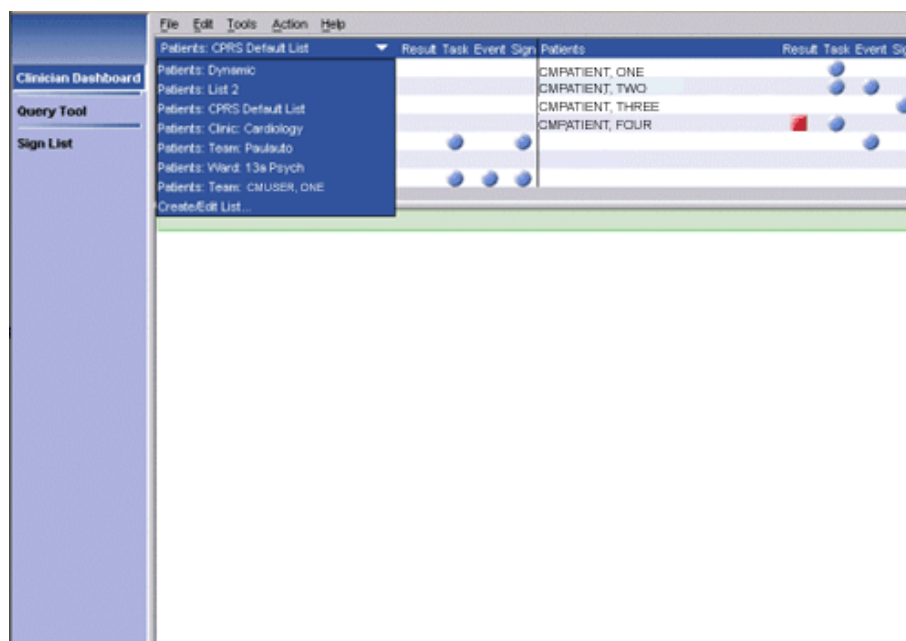 File Edit Tools Action Help
Patients: CPRS Default List Result Task Event Sign Patients Result Task Event Sig
Clinician Dashboard
Query Tool
Sign List
Patients: Dynamic
Patients: List 2
Patients: CPRS Default List
Patients: Clinic: Cardiology
Patients: Team: Paulauto
Patients: Ward: 13a Psych
Patients: Team: CMUSER, ONE
Create/Edit List...
CMPATIENT, ONE
CMPATIENT, TWO
CMPATIENT, THREE
CMPATIENT, FOUR